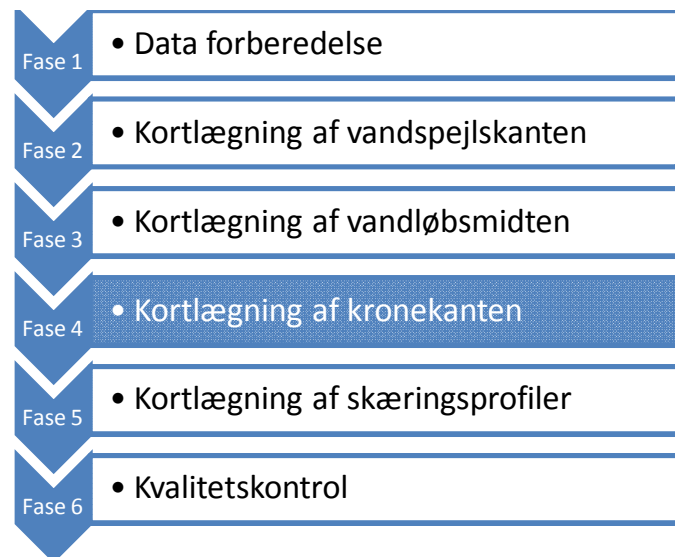 Fase 1
• Data forberedelse
Fase 2
• Kortlægning af vandspejlskanten
Fase 3
• Kortlægning af vandløbsmidten
Fase 4
• Kortlægning af kronekanten
Fase 5
• Kortlægning af skæringsprofiler
Fase 6
• Kvalitetskontrol